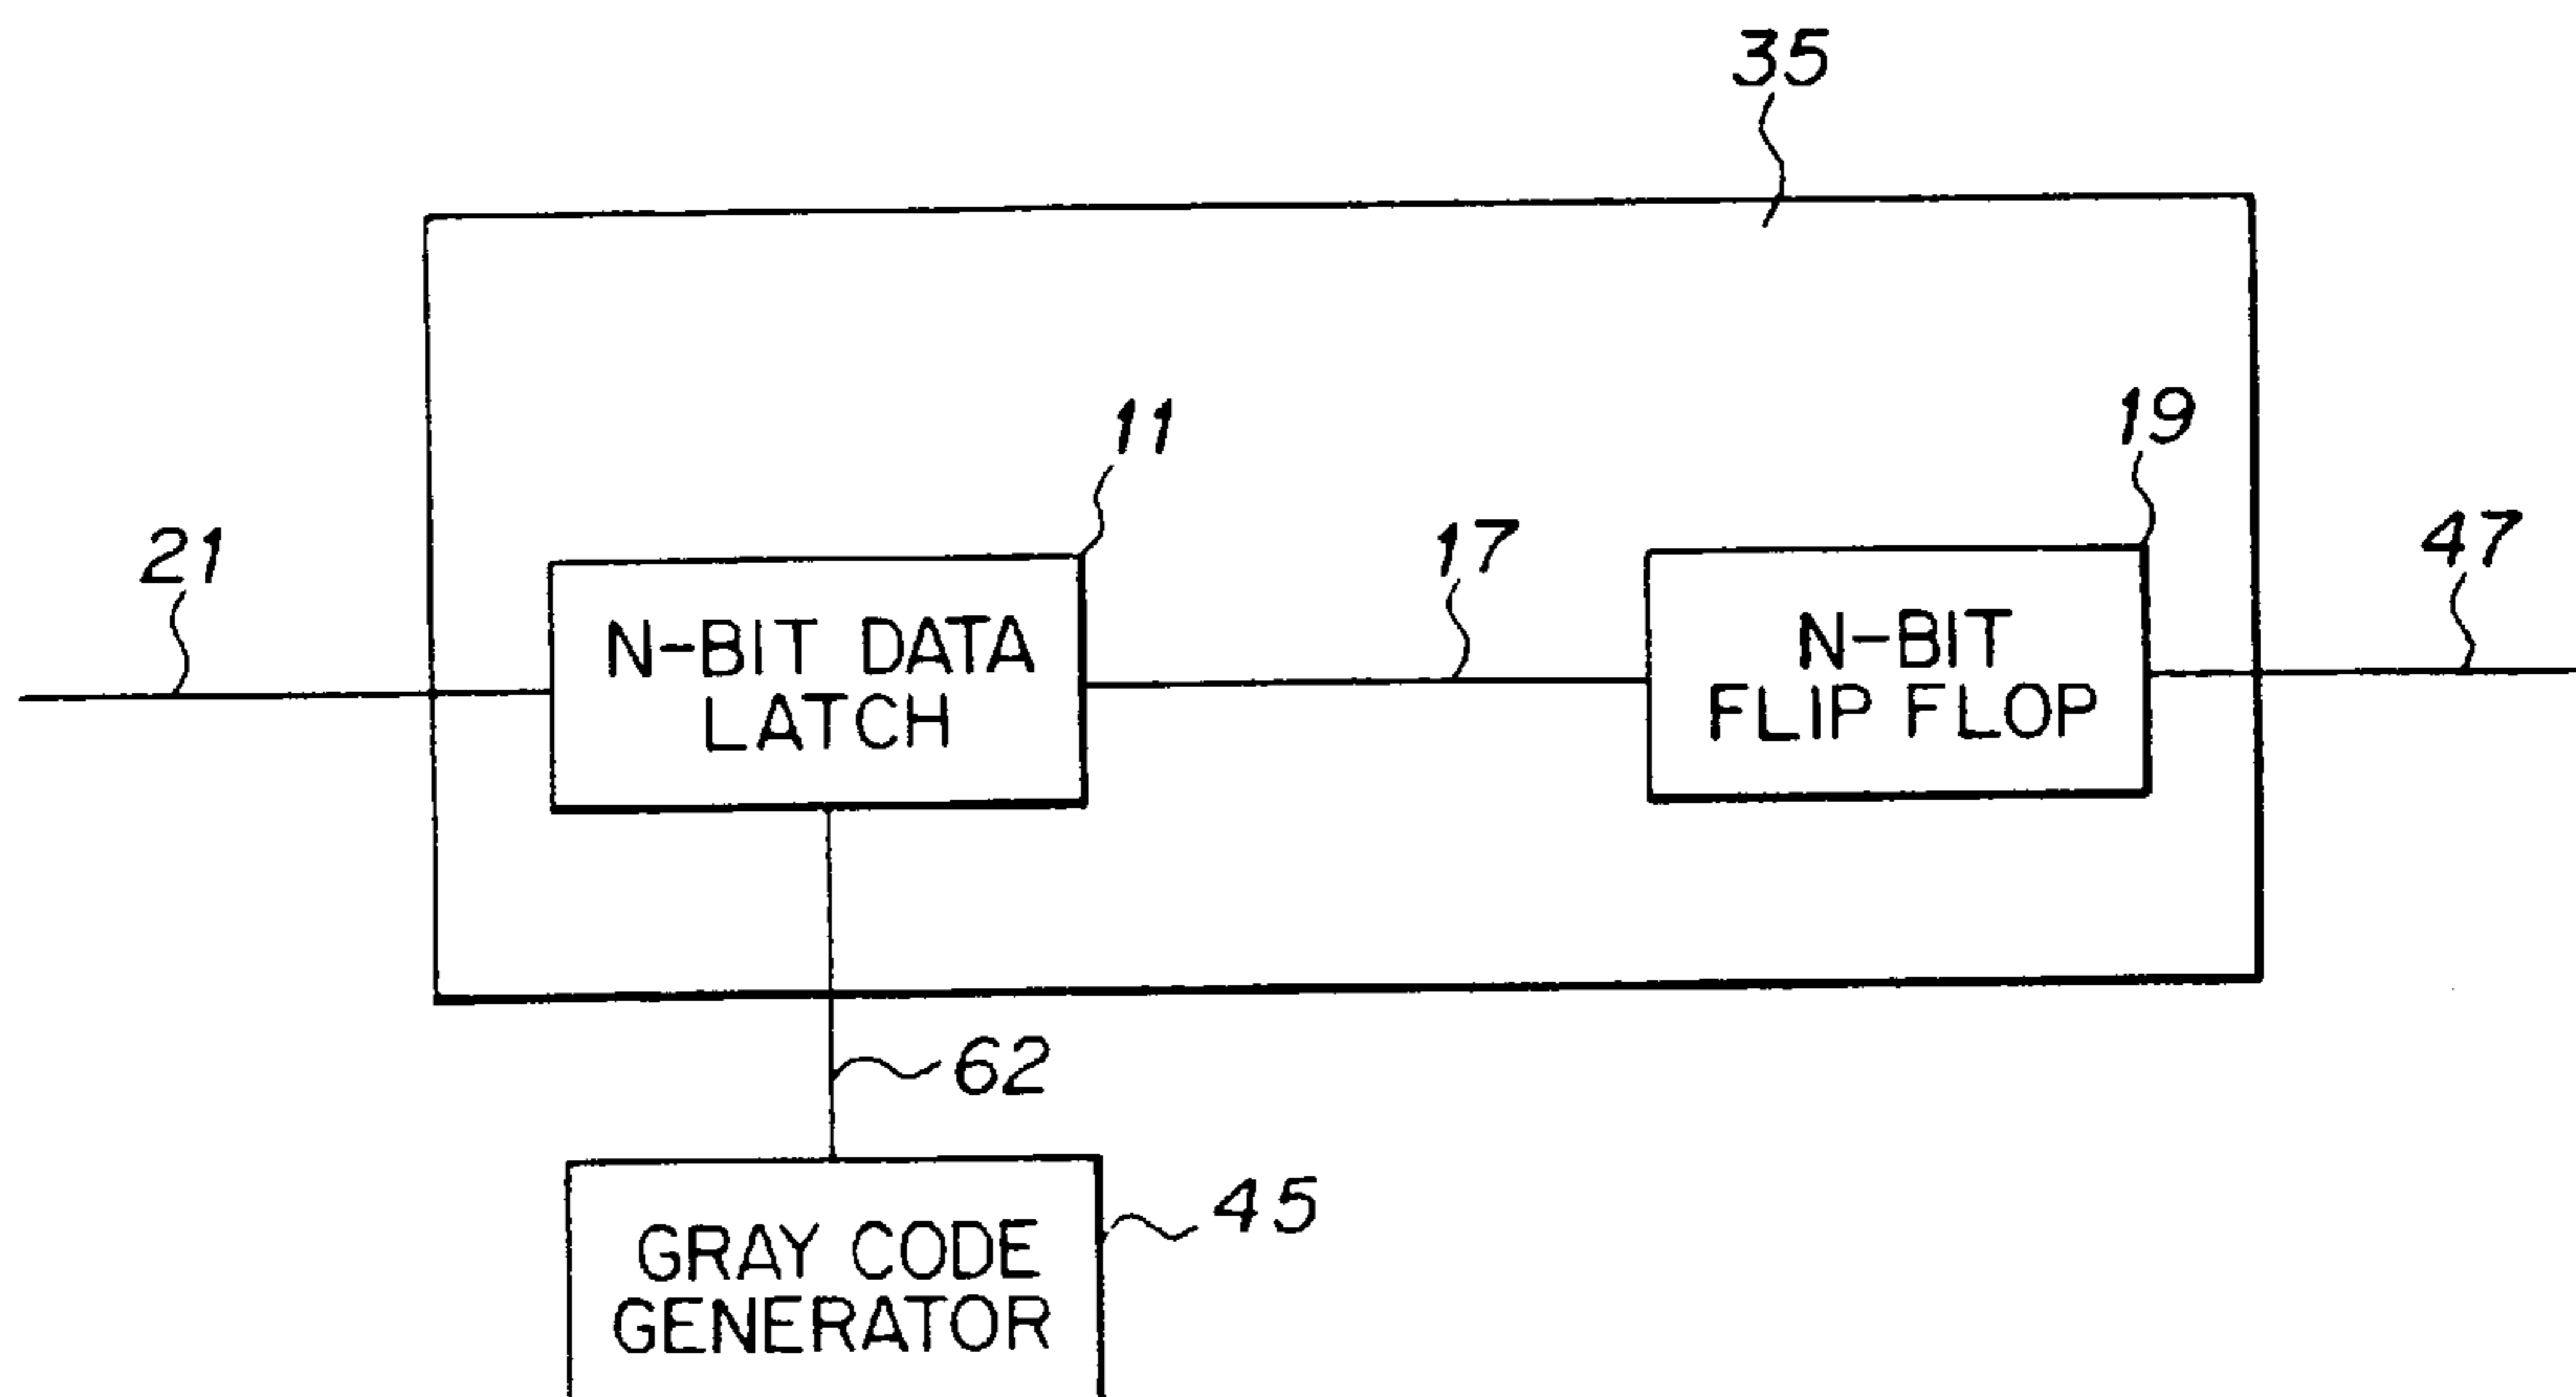 35
11
19
21
17
47
N-BIT DATA
LATCH
N-BIT
FLIP FLOP
62
45
GRAY CODE
GENERATOR